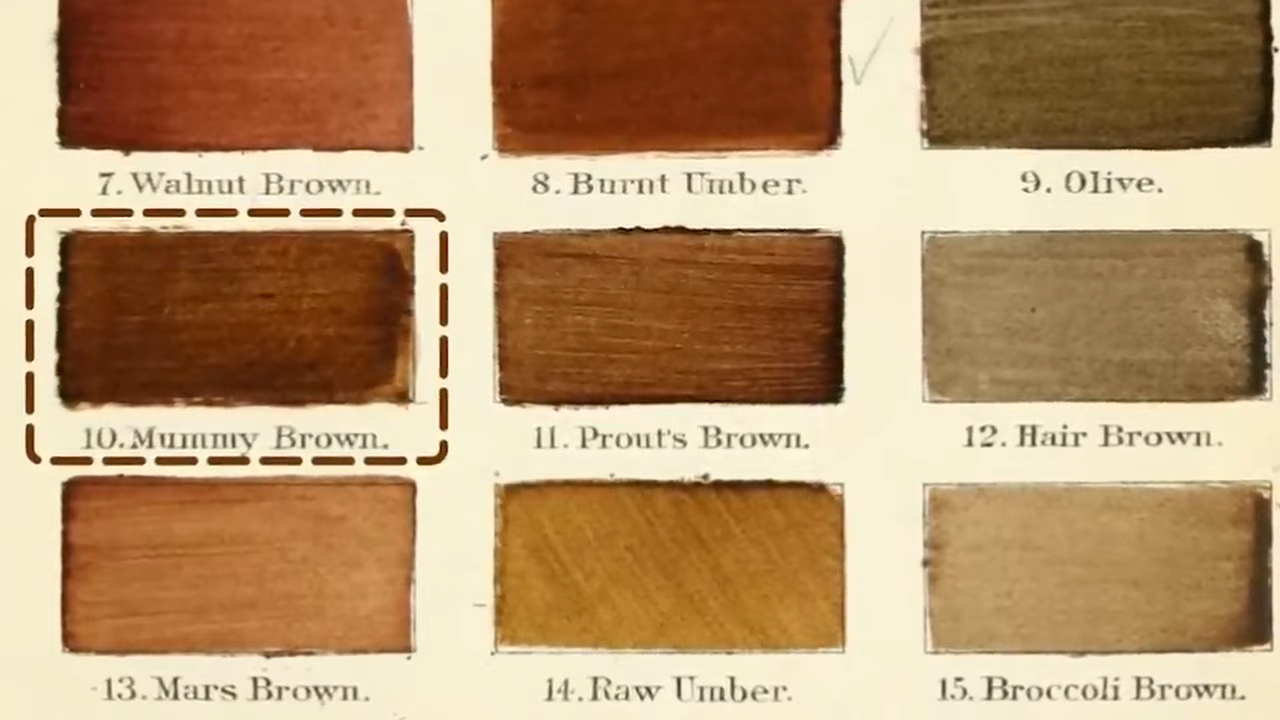 7. Walnut Brown.
8. Burnt Umber.
9. Olive.
10. Mummy Brown.
11. Prout's Brown.
12. Hair Brown.
13. Mars Brown.
14. Raw Umber.
15. Broccoli Brown.